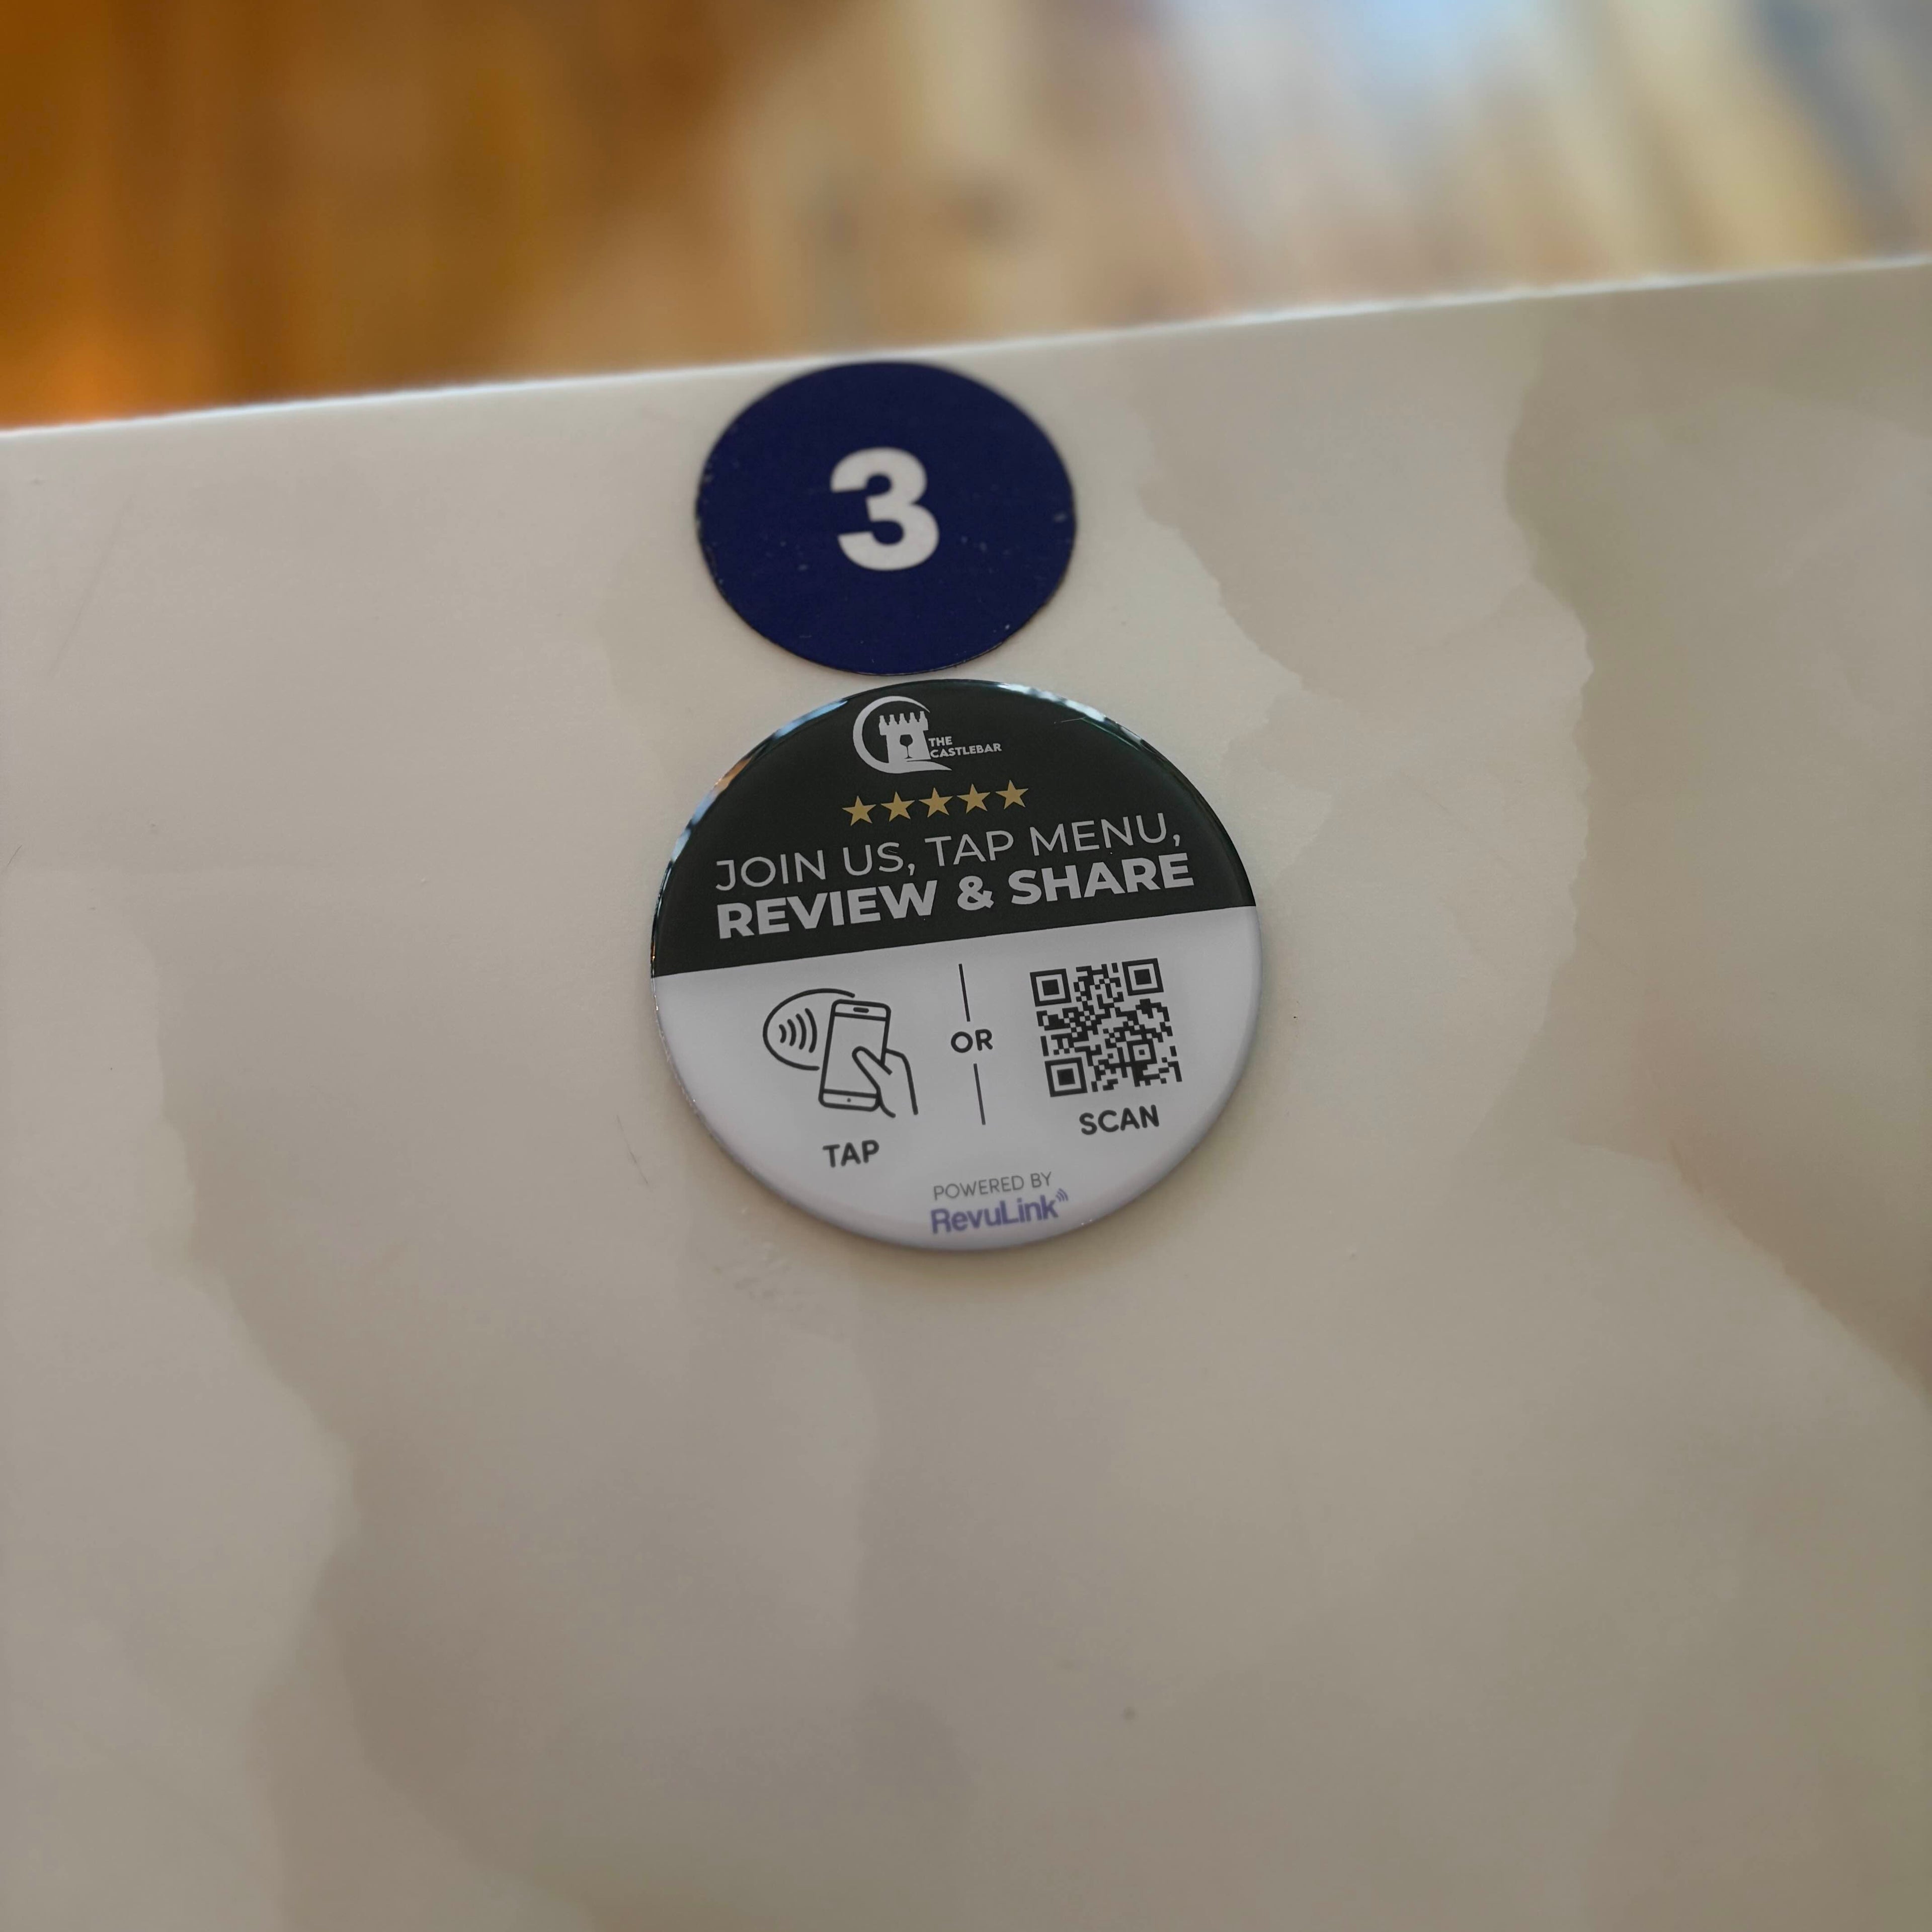 3
THE
CASTLEBAR
JOIN US, TAP MENU,
REVIEW & SHARE
OR
TAP
SCAN
POWERED BY
RevuLink